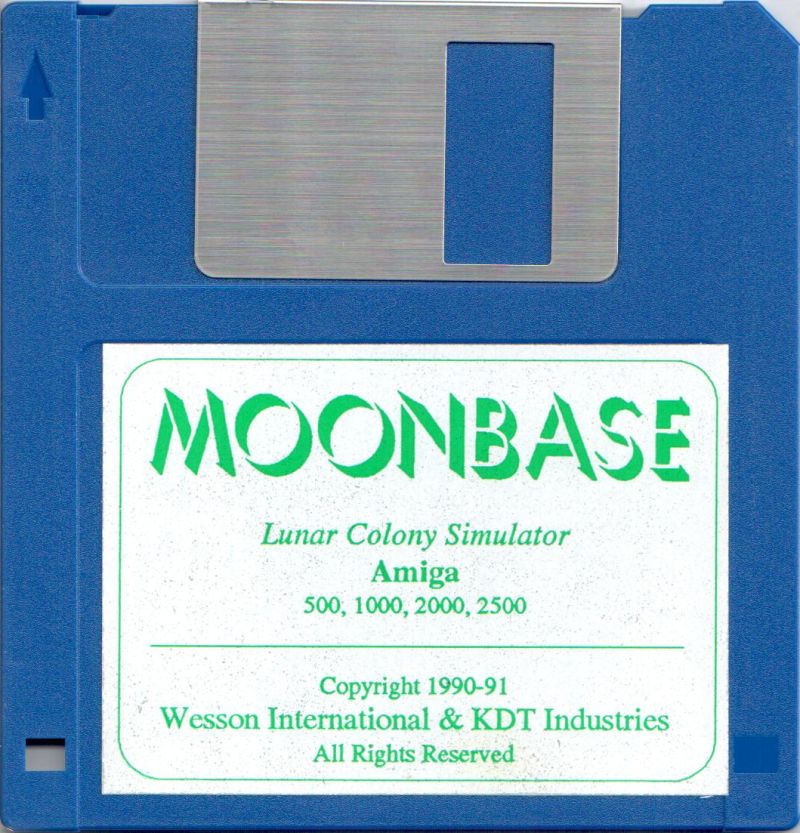 MOONBASE
Lunar Colony Simulator
Amiga
500, 1000, 2000, 2500
Copyright 1990-91
Wesson International & KDT Industries
All Rights Reserved